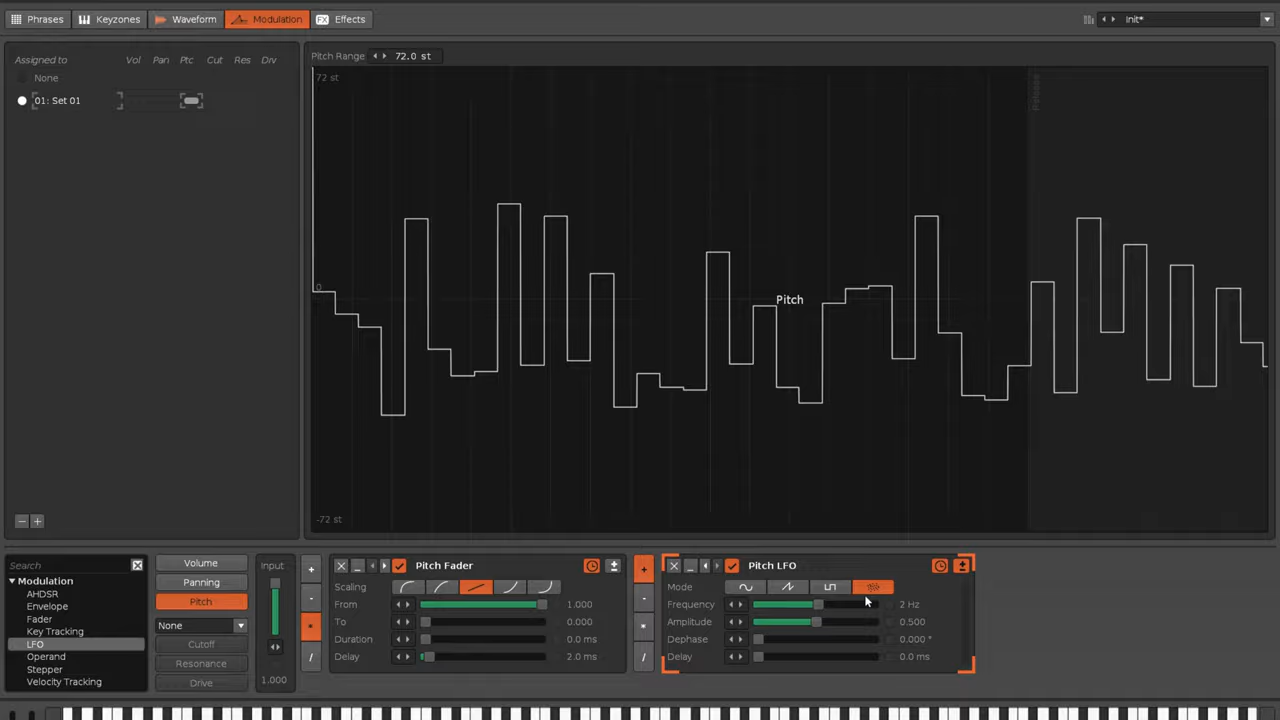 Phrases Keyzones Waveform Modulation FX Effects Init*
Assigned to Vol Pan Ptc Cut Res Drv
None
01: Set 01
Pitch Range 72.0 st
72 st
Release
0
Pitch
-72 st
Search
Modulation
AHDSR
Envelope
Fader
Key Tracking
LFO
Operand
Stepper
Velocity Tracking
Volume
Panning
Pitch
None
Cutoff
Resonance
Drive
Input
1.000
+
-
*
/
Pitch Fader
Scaling
From 1.000
To 0.000
Duration 0.0 ms
Delay 2.0 ms
+
-
*
/
Pitch LFO
Mode
Frequency 2 Hz
Amplitude 0.500
Dephase 0.000 °
Delay 0.0 ms